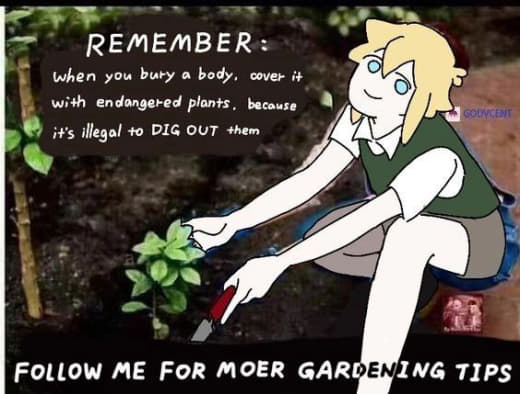 REMEMBER:
when you bury a body, cover it
with endangered plants, because
it's illegal to DIG OUT them
GODVCENT
FOLLOW ME FOR MOER GARDENING TIPS